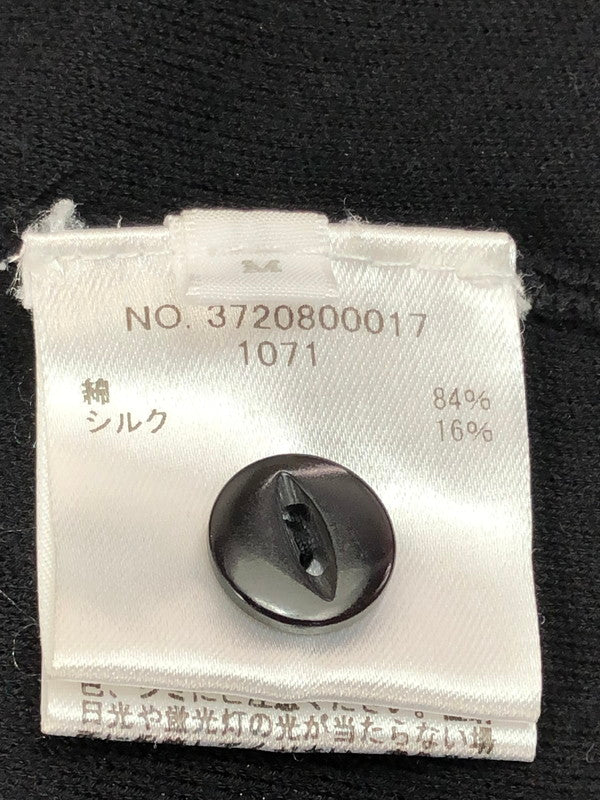 M
NO. 3720800017
1071
綿 84%
シルク 16%
日光や蛍光灯の光が当たらない場